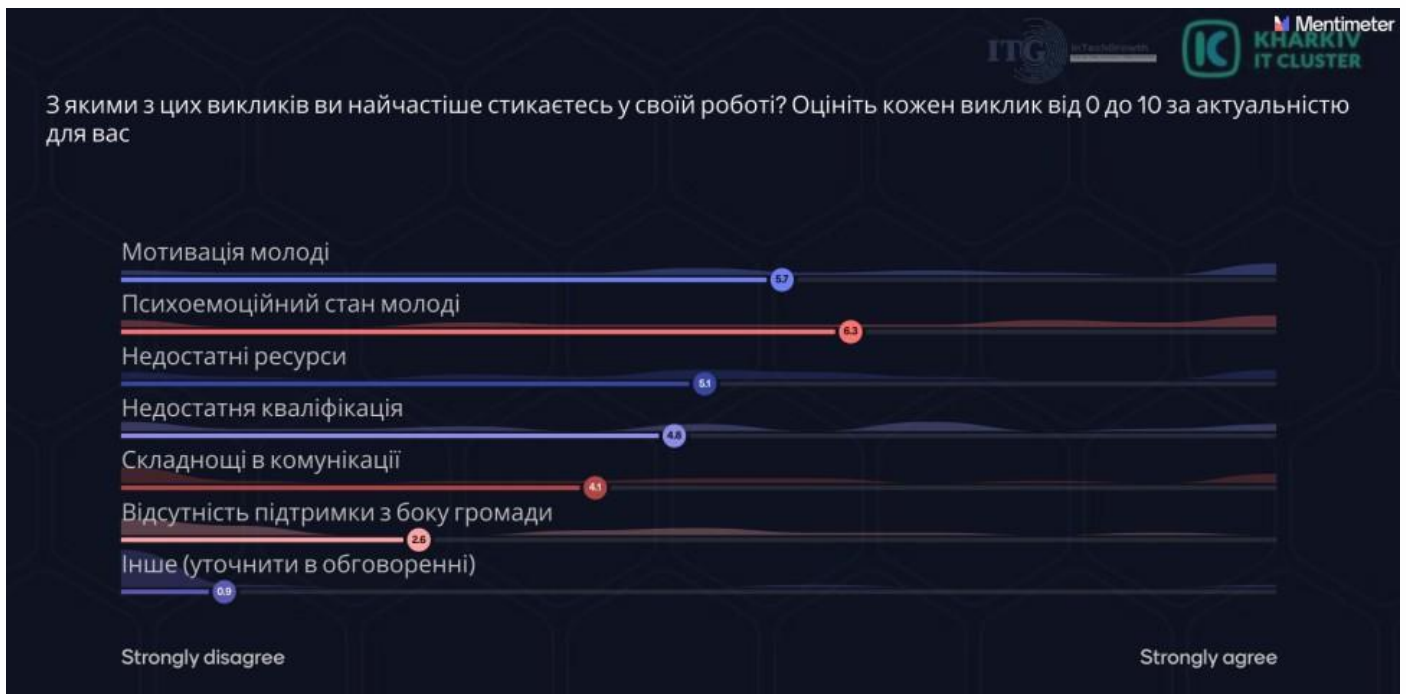 Mentimeter
ITG
InTechGrowth
KHARKIV
IT CLUSTER
З якими з цих викликів ви найчастіше стикаєтесь у своїй роботі? Оцініть кожен виклик від 0 до 10 за актуальністю
для вас
Мотивація молоді
5.7
Психоемоційний стан молоді
6.3
Недостатні ресурси
5.1
Недостатня кваліфікація
4.8
Складнощі в комунікації
4.1
Відсутність підтримки з боку громади
2.6
Інше (уточнити в обговоренні)
0.9
Strongly disagree
Strongly agree